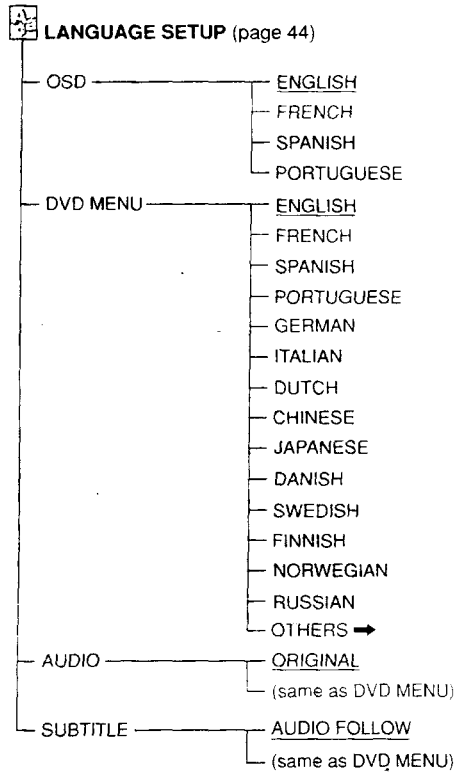 LANGUAGE SETUP (page 44)
OSD
ENGLISH
FRENCH
SPANISH
PORTUGUESE
DVD MENU
ENGLISH
FRENCH
SPANISH
PORTUGUESE
GERMAN
ITALIAN
DUTCH
CHINESE
JAPANESE
DANISH
SWEDISH
FINNISH
NORWEGIAN
RUSSIAN
OTHERS ➡
AUDIO
ORIGINAL
(same as DVD MENU)
SUBTITLE
AUDIO FOLLOW
(same as DVD MENU)